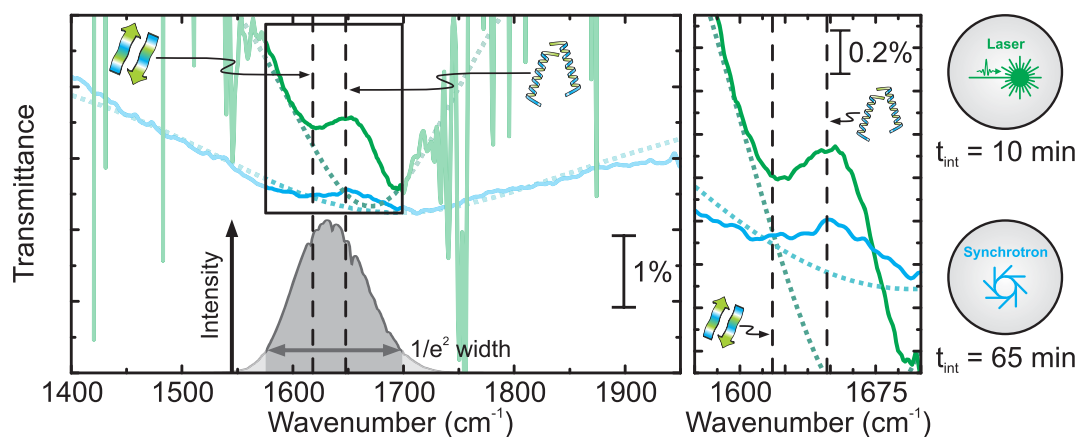 Transmittance
Intensity
1/e² width
1%
1400
1500
1600
1700
1800
1900
Wavenumber (cm⁻¹)
0.2%
1600
1675
Wavenumber (cm⁻¹)
Laser
t_int = 10 min
Synchrotron
t_int = 65 min